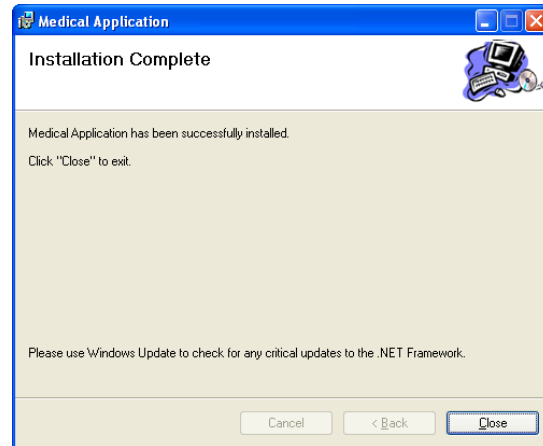 Medical Application
Installation Complete
Medical Application has been successfully installed.
Click "Close" to exit.
Please use Windows Update to check for any critical updates to the .NET Framework.
Cancel
< Back
Close